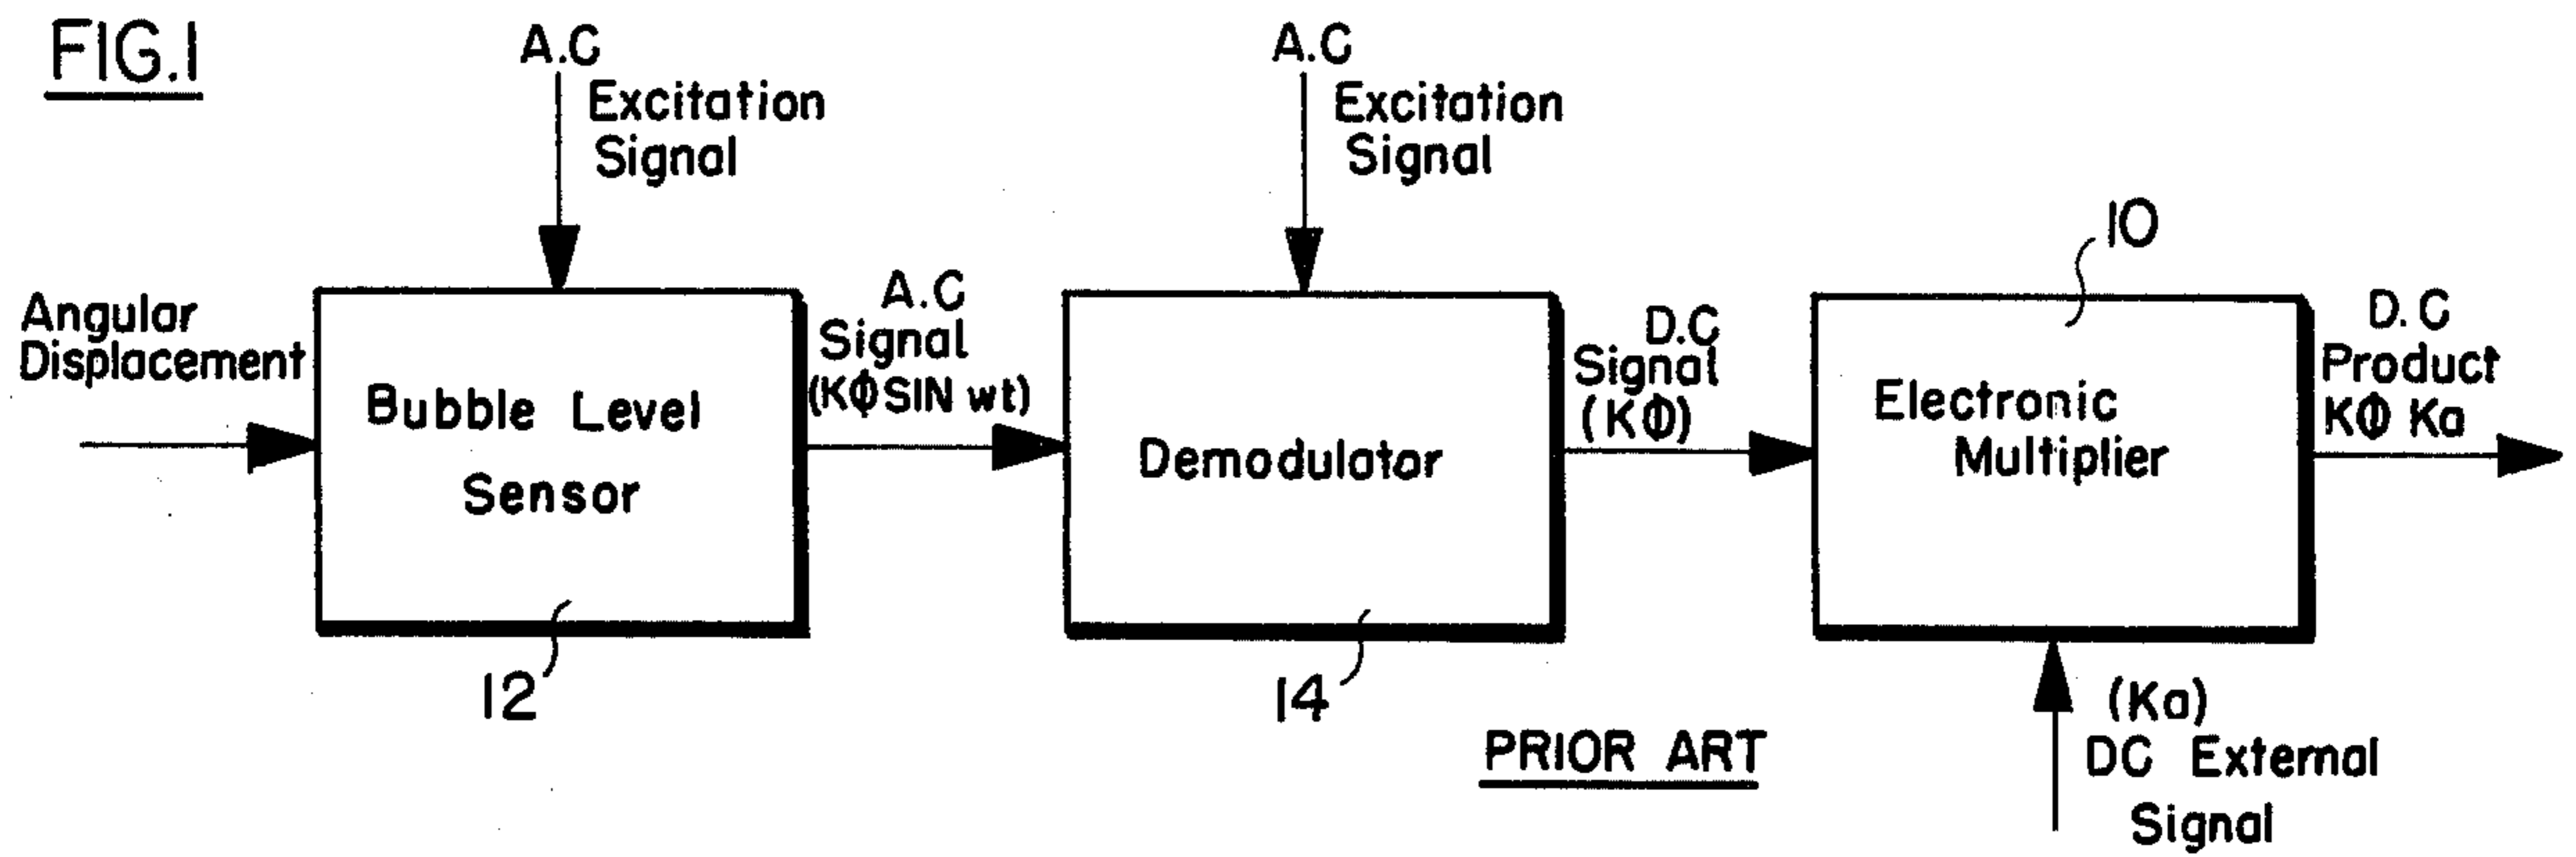 FIG.1
A.C
Excitation
Signal
A.C
Excitation
Signal
Angular
Displacement
Bubble Level
Sensor
12
A.C
Signal
(KΦSIN wt)
Demodulator
14
D.C
Signal
(KΦ)
10
Electronic
Multiplier
D.C
Product
KΦ Ka
(Ka)
DC External
Signal
PRIOR ART